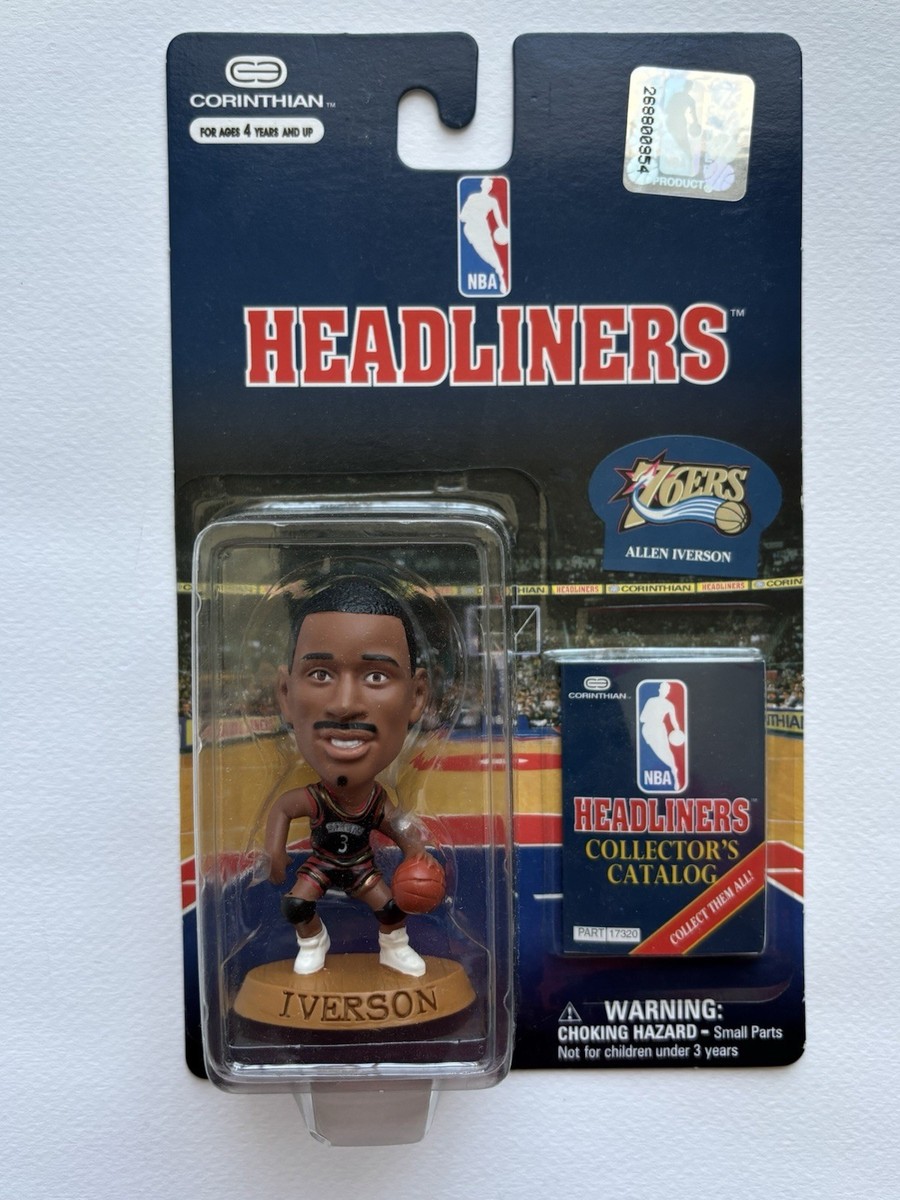 CORINTHIAN™
FOR AGES 4 YEARS AND UP
269800954
PRODUCT
NBA
HEADLINERS™
76ERS
ALLEN IVERSON
HEADLINERS
CORINTHIAN
HEADLINERS
CORIN
CORINTHIAN
NBA
HEADLINERS
COLLECTOR'S
CATALOG
COLLECT THEM ALL!
PART 17320
3
IVERSON
WARNING:
CHOKING HAZARD – Small Parts
Not for children under 3 years